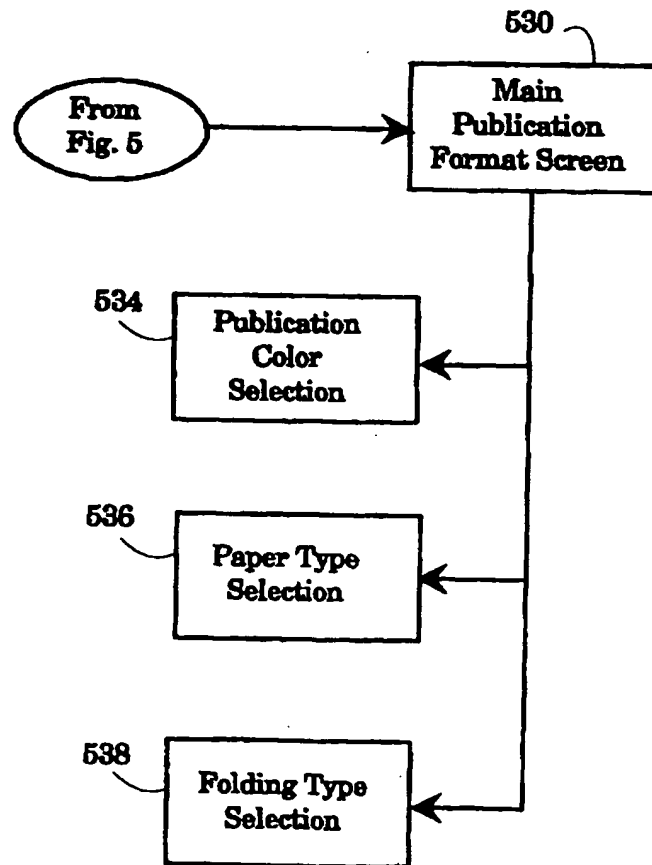 530
From
Fig. 5
Main
Publication
Format Screen
534
Publication
Color
Selection
536
Paper Type
Selection
538
Folding Type
Selection